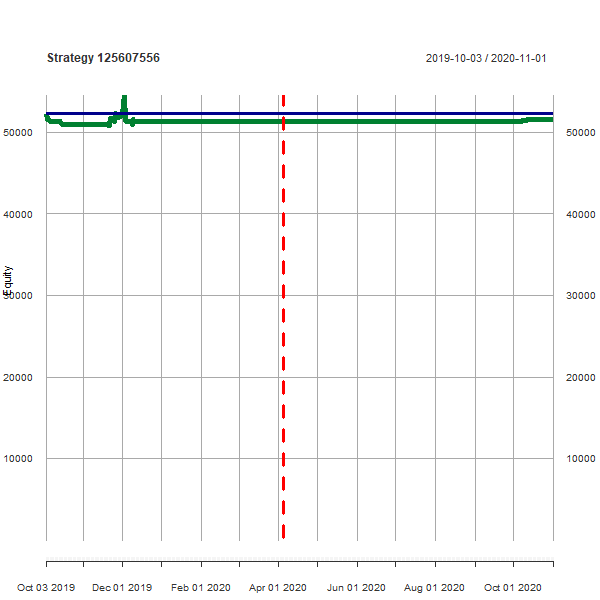 Strategy 125607556
2019-10-03 / 2020-11-01
50000 50000
40000 40000
Equity
30000 30000
20000 20000
10000 10000
Oct 03 2019 Dec 01 2019 Feb 01 2020 Apr 01 2020 Jun 01 2020 Aug 01 2020 Oct 01 2020